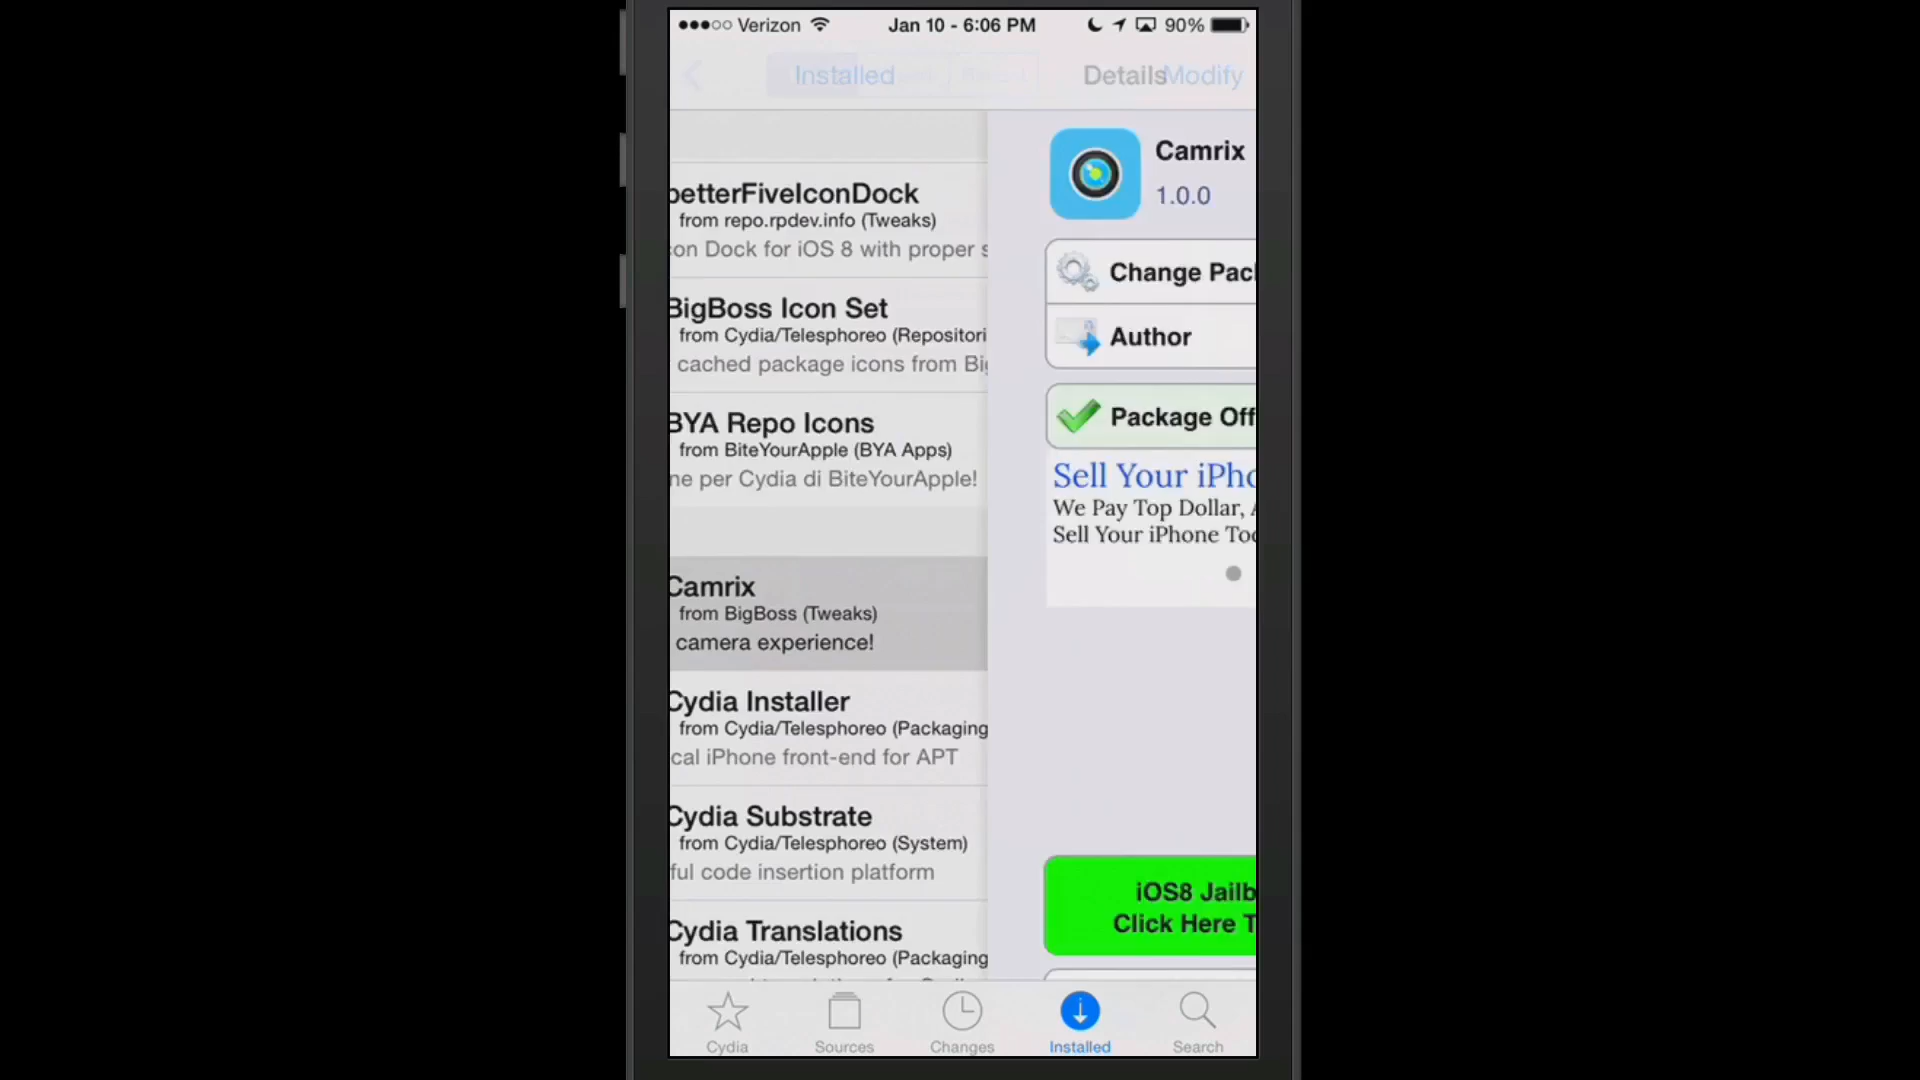 Verizon
Jan 10 - 6:06 PM
90%
Installed
Details
Modify
betterFiveIconDock
from repo.rpdev.info (Tweaks)
con Dock for iOS 8 with proper s
BigBoss Icon Set
from Cydia/Telesphoreo (Repositori
cached package icons from Big
BYA Repo Icons
from BiteYourApple (BYA Apps)
ne per Cydia di BiteYourApple!
Camrix
from BigBoss (Tweaks)
camera experience!
Cydia Installer
from Cydia/Telesphoreo (Packaging
cal iPhone front-end for APT
Cydia Substrate
from Cydia/Telesphoreo (System)
ful code insertion platform
Cydia Translations
from Cydia/Telesphoreo (Packaging
Camrix
1.0.0
Change Pac
Author
Package Off
Sell Your iPho
We Pay Top Dollar,
Sell Your iPhone Too
iOS8 Jailb
Click Here T
Cydia
Sources
Changes
Installed
Search